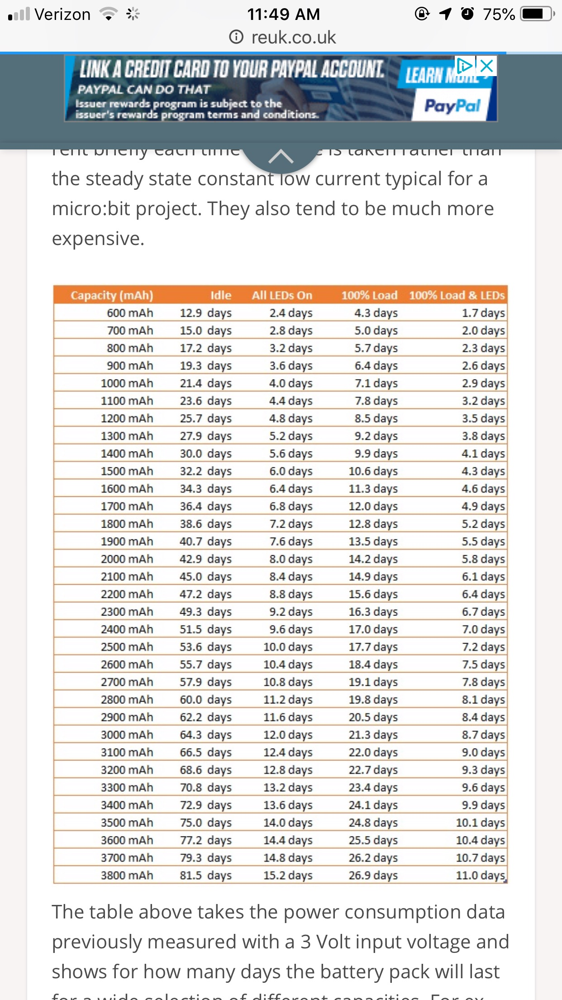 Verizon 11:49 AM 75%
reuk.co.uk
LINK A CREDIT CARD TO YOUR PAYPAL ACCOUNT.
PAYPAL CAN DO THAT
Issuer rewards program is subject to the
issuer's rewards program terms and conditions.
LEARN MORE
PayPal
rent briefly each time is taken rather than
the steady state constant low current typical for a
micro:bit project. They also tend to be much more
expensive.
Capacity (mAh) Idle All LEDs On 100% Load 100% Load & LEDs
600 mAh 12.9 days 2.4 days 4.3 days 1.7 days
700 mAh 15.0 days 2.8 days 5.0 days 2.0 days
800 mAh 17.2 days 3.2 days 5.7 days 2.3 days
900 mAh 19.3 days 3.6 days 6.4 days 2.6 days
1000 mAh 21.4 days 4.0 days 7.1 days 2.9 days
1100 mAh 23.6 days 4.4 days 7.8 days 3.2 days
1200 mAh 25.7 days 4.8 days 8.5 days 3.5 days
1300 mAh 27.9 days 5.2 days 9.2 days 3.8 days
1400 mAh 30.0 days 5.6 days 9.9 days 4.1 days
1500 mAh 32.2 days 6.0 days 10.6 days 4.3 days
1600 mAh 34.3 days 6.4 days 11.3 days 4.6 days
1700 mAh 36.4 days 6.8 days 12.0 days 4.9 days
1800 mAh 38.6 days 7.2 days 12.8 days 5.2 days
1900 mAh 40.7 days 7.6 days 13.5 days 5.5 days
2000 mAh 42.9 days 8.0 days 14.2 days 5.8 days
2100 mAh 45.0 days 8.4 days 14.9 days 6.1 days
2200 mAh 47.2 days 8.8 days 15.6 days 6.4 days
2300 mAh 49.3 days 9.2 days 16.3 days 6.7 days
2400 mAh 51.5 days 9.6 days 17.0 days 7.0 days
2500 mAh 53.6 days 10.0 days 17.7 days 7.2 days
2600 mAh 55.7 days 10.4 days 18.4 days 7.5 days
2700 mAh 57.9 days 10.8 days 19.1 days 7.8 days
2800 mAh 60.0 days 11.2 days 19.8 days 8.1 days
2900 mAh 62.2 days 11.6 days 20.5 days 8.4 days
3000 mAh 64.3 days 12.0 days 21.3 days 8.7 days
3100 mAh 66.5 days 12.4 days 22.0 days 9.0 days
3200 mAh 68.6 days 12.8 days 22.7 days 9.3 days
3300 mAh 70.8 days 13.2 days 23.4 days 9.6 days
3400 mAh 72.9 days 13.6 days 24.1 days 9.9 days
3500 mAh 75.0 days 14.0 days 24.8 days 10.1 days
3600 mAh 77.2 days 14.4 days 25.5 days 10.4 days
3700 mAh 79.3 days 14.8 days 26.2 days 10.7 days
3800 mAh 81.5 days 15.2 days 26.9 days 11.0 days
The table above takes the power consumption data
previously measured with a 3 Volt input voltage and
shows for how many days the battery pack will last
for a wide selection of different capacities. For ex